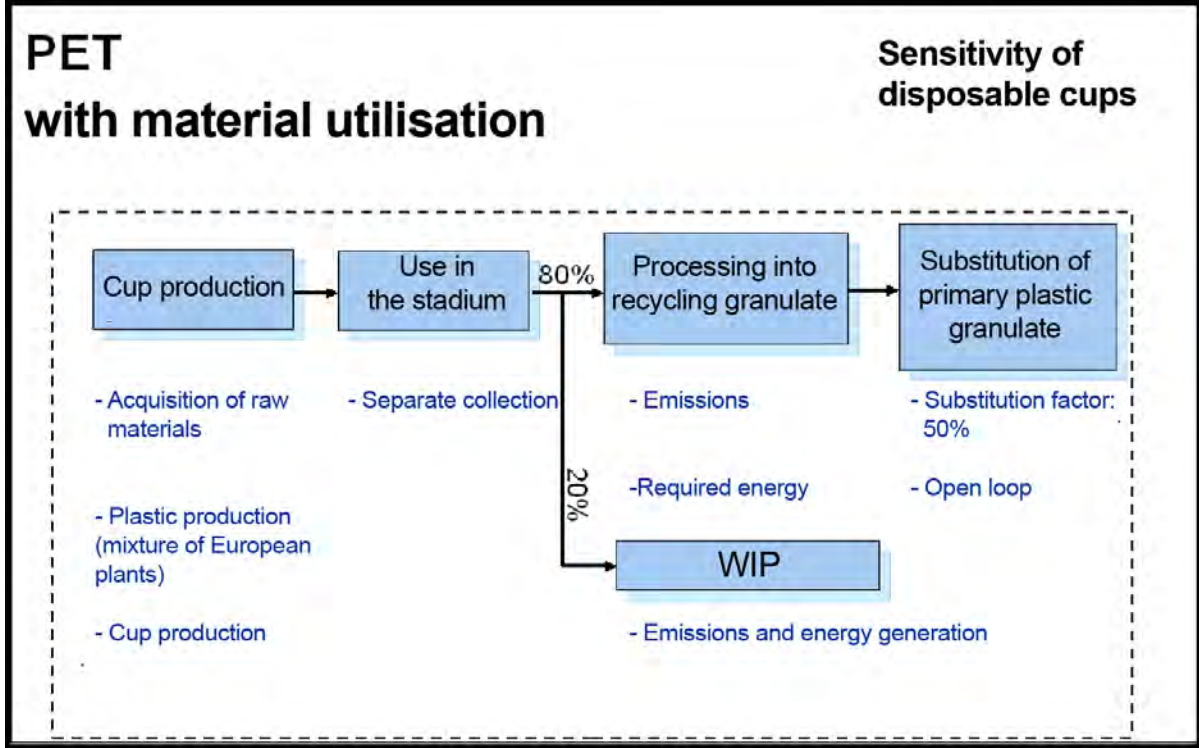 PET
with material utilisation
Sensitivity of
disposable cups
Cup production
Use in
the stadium
80%
Processing into
recycling granulate
Substitution of
primary plastic
granulate
- Acquisition of raw
materials
- Plastic production
(mixture of European
plants)
- Cup production
- Separate collection
20%
- Emissions
-Required energy
- Substitution factor:
50%
- Open loop
WIP
- Emissions and energy generation